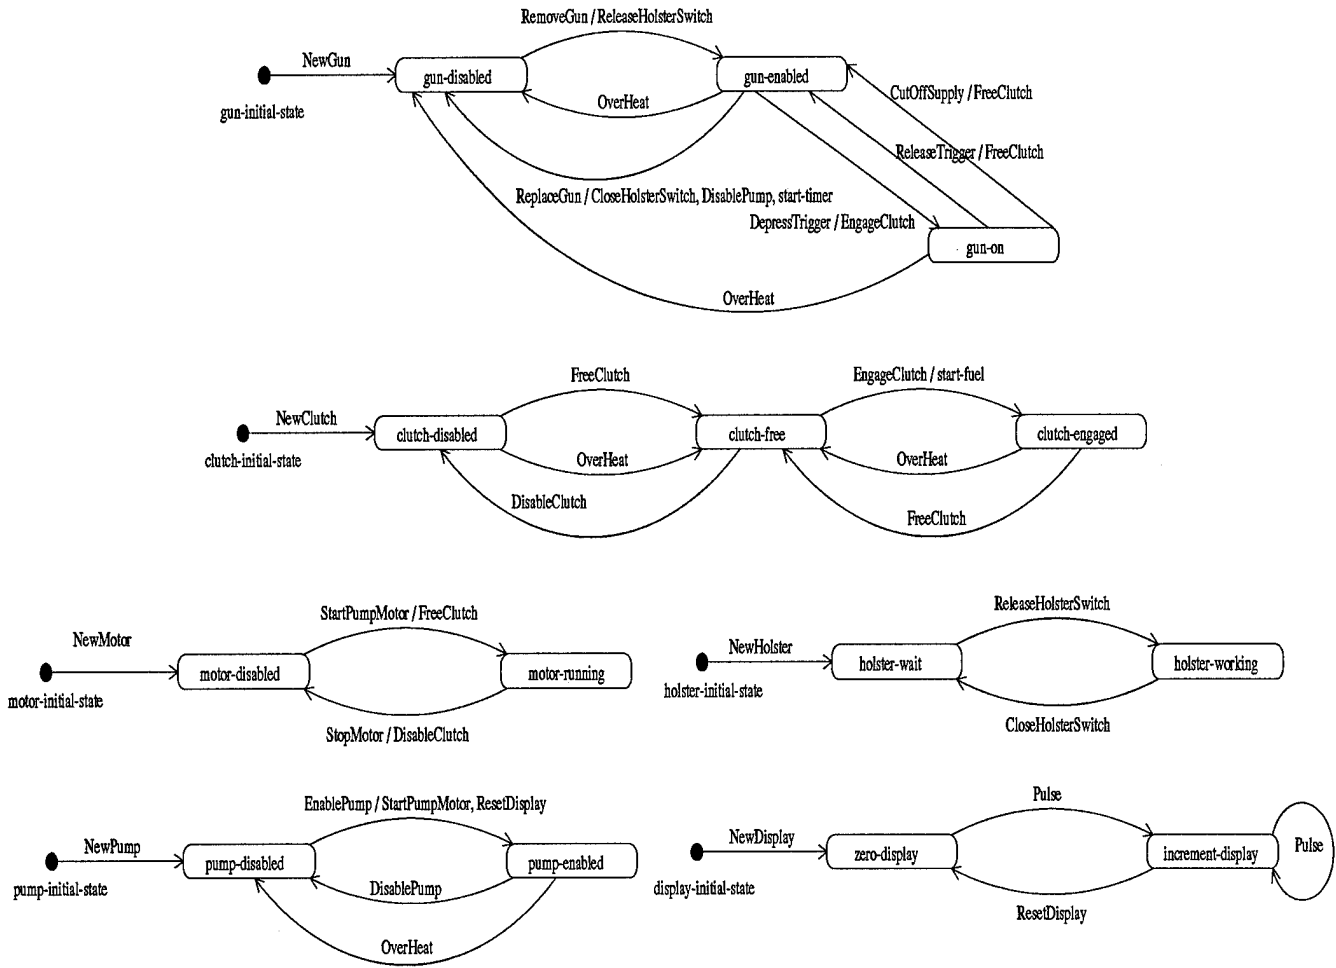 RemoveGun / ReleaseHolsterSwitch
NewGun
gun-disabled
gun-enabled
gun-initial-state
OverHeat
CutOffSupply / FreeClutch
ReleaseTrigger / FreeClutch
ReplaceGun / CloseHolsterSwitch, DisablePump, start-timer
DepressTrigger / EngageClutch
gun-on
OverHeat
FreeClutch
EngageClutch / start-fuel
NewClutch
clutch-disabled
clutch-free
clutch-engaged
clutch-initial-state
OverHeat
OverHeat
DisableClutch
FreeClutch
StartPumpMotor / FreeClutch
NewMotor
motor-disabled
motor-running
motor-initial-state
StopMotor / DisableClutch
ReleaseHolsterSwitch
NewHolster
holster-wait
holster-working
holster-initial-state
CloseHolsterSwitch
EnablePump / StartPumpMotor, ResetDisplay
NewPump
pump-disabled
pump-enabled
pump-initial-state
DisablePump
OverHeat
Pulse
NewDisplay
zero-display
increment-display
Pulse
display-initial-state
ResetDisplay